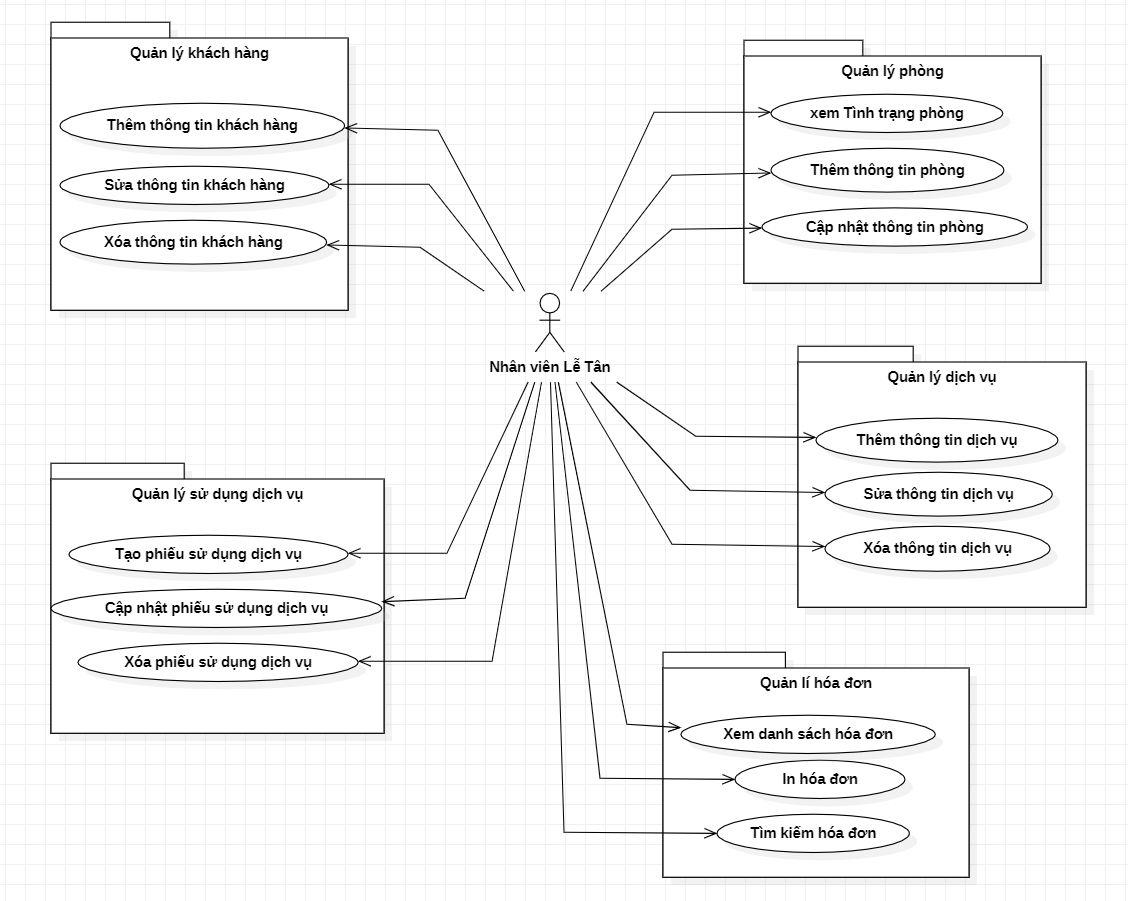 Quản lý khách hàng
Thêm thông tin khách hàng
Sửa thông tin khách hàng
Xóa thông tin khách hàng
Quản lý phòng
xem Tình trạng phòng
Thêm thông tin phòng
Cập nhật thông tin phòng
Nhân viên Lễ Tân
Quản lý dịch vụ
Thêm thông tin dịch vụ
Sửa thông tin dịch vụ
Xóa thông tin dịch vụ
Quản lý sử dụng dịch vụ
Tạo phiếu sử dụng dịch vụ
Cập nhật phiếu sử dụng dịch vụ
Xóa phiếu sử dụng dịch vụ
Quản lí hóa đơn
Xem danh sách hóa đơn
In hóa đơn
Tìm kiếm hóa đơn